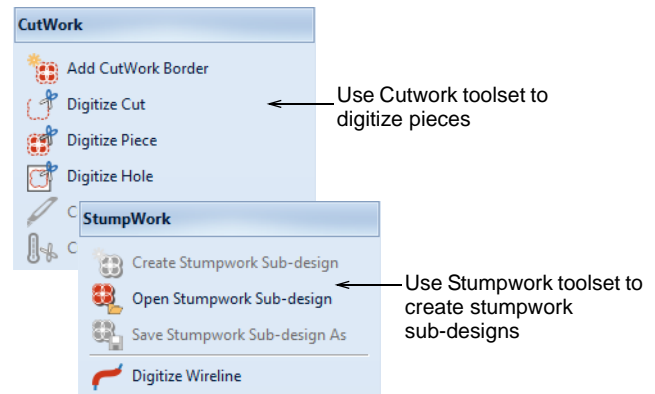 CutWork
Add CutWork Border
Digitize Cut
Use Cutwork toolset to
digitize pieces
Digitize Piece
Digitize Hole
C
C
StumpWork
Create Stumpwork Sub-design
Open Stumpwork Sub-design
Use Stumpwork toolset to
create stumpwork
sub-designs
Save Stumpwork Sub-design As
Digitize Wireline